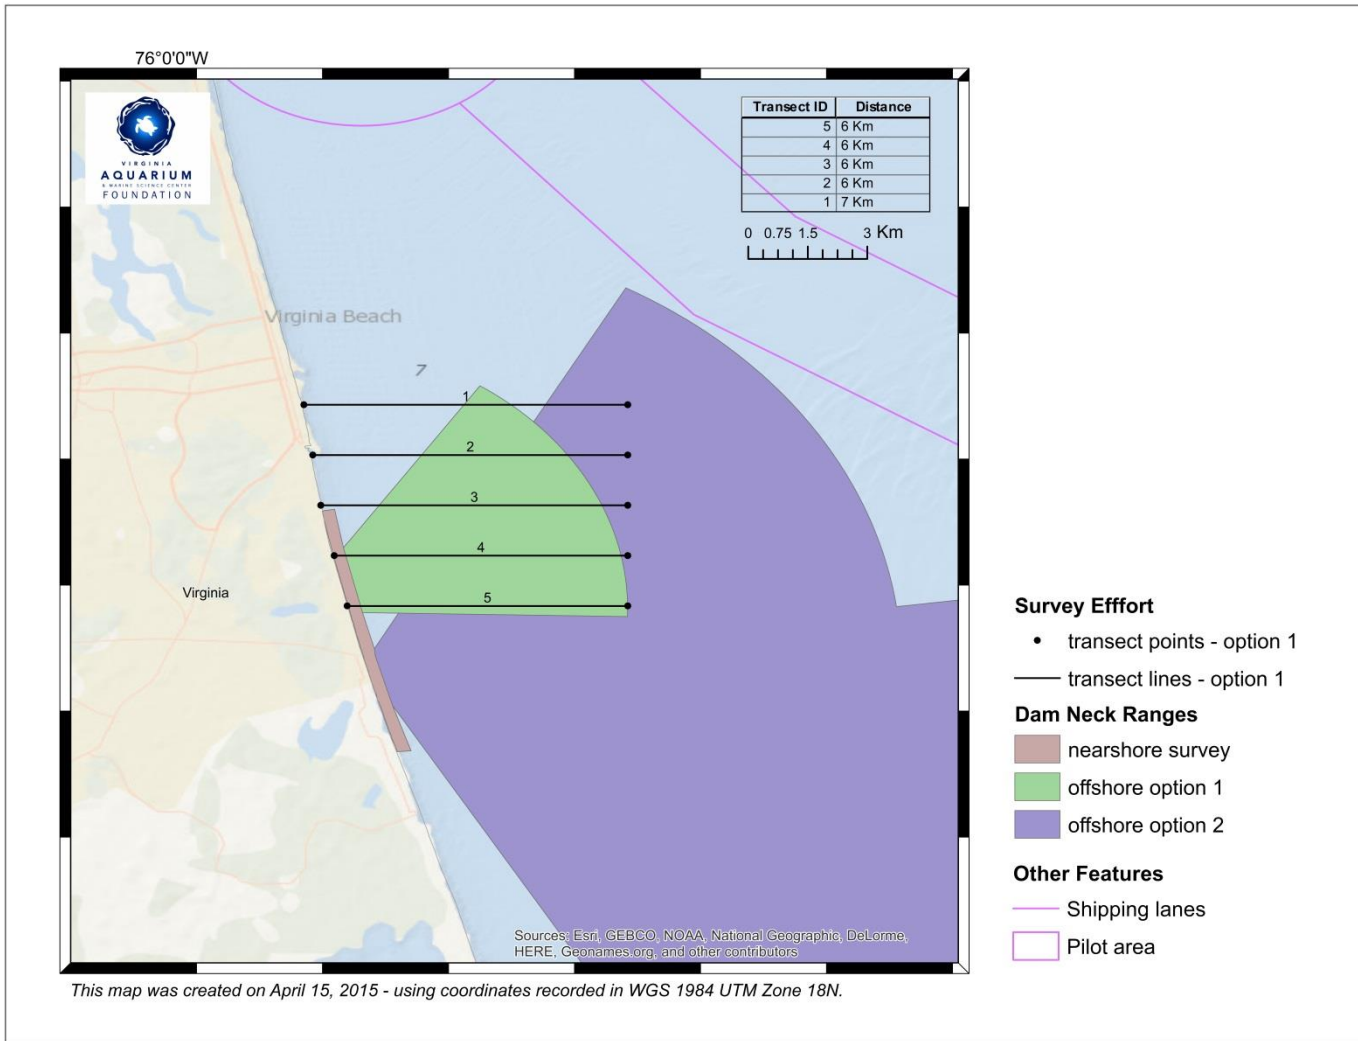 76°0'0"W
VIRGINIA
AQUARIUM
& MARINE SCIENCE CENTER
FOUNDATION
Transect ID Distance
5 6 Km
4 6 Km
3 6 Km
2 6 Km
1 7 Km
0 0.75 1.5 3 Km
Virginia Beach
7
1
2
3
4
5
Virginia
Survey Efffort
transect points - option 1
transect lines - option 1
Dam Neck Ranges
nearshore survey
offshore option 1
offshore option 2
Other Features
Shipping lanes
Pilot area
Sources: Esri, GEBCO, NOAA, National Geographic, DeLorme,
HERE, Geonames.org, and other contributors
This map was created on April 15, 2015 - using coordinates recorded in WGS 1984 UTM Zone 18N.